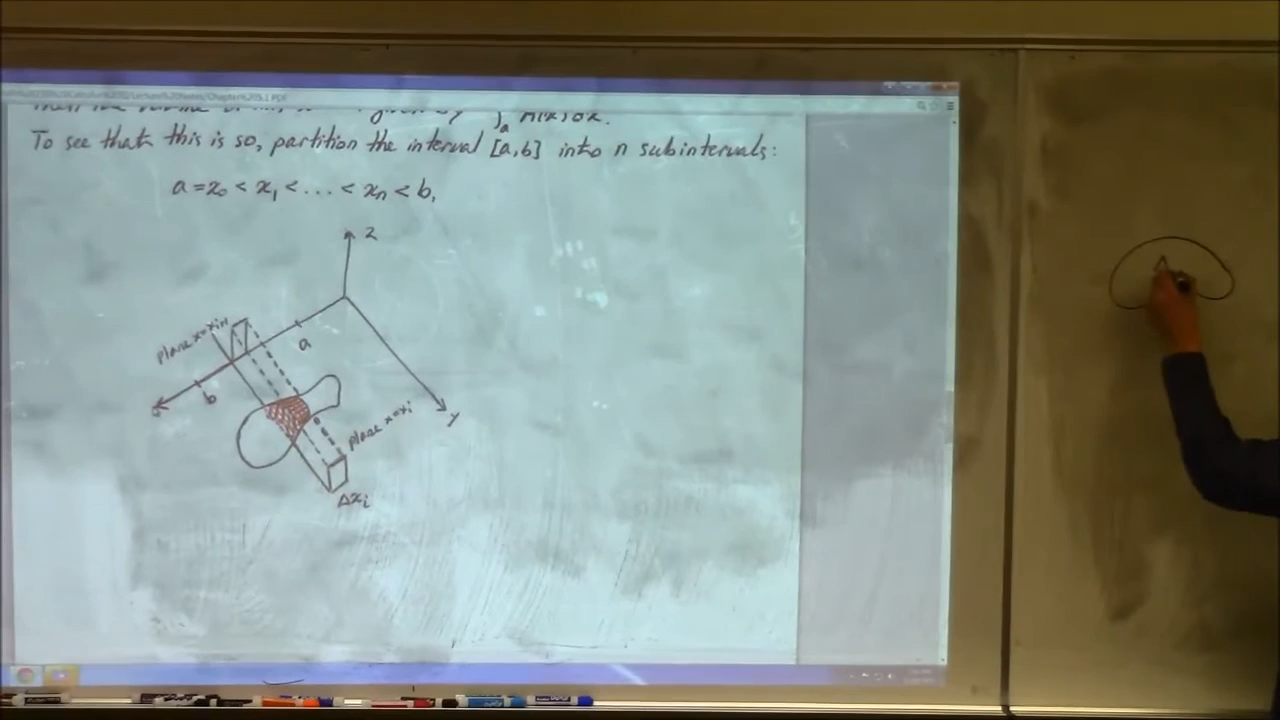 To see that this is so, partition the interval [a,b] into n subintervals:
a = x₀ < x₁ < ... < xₙ < b,
z
plane x=xᵢ₋₁
a
b
plane x=xᵢ
y
Δxᵢ